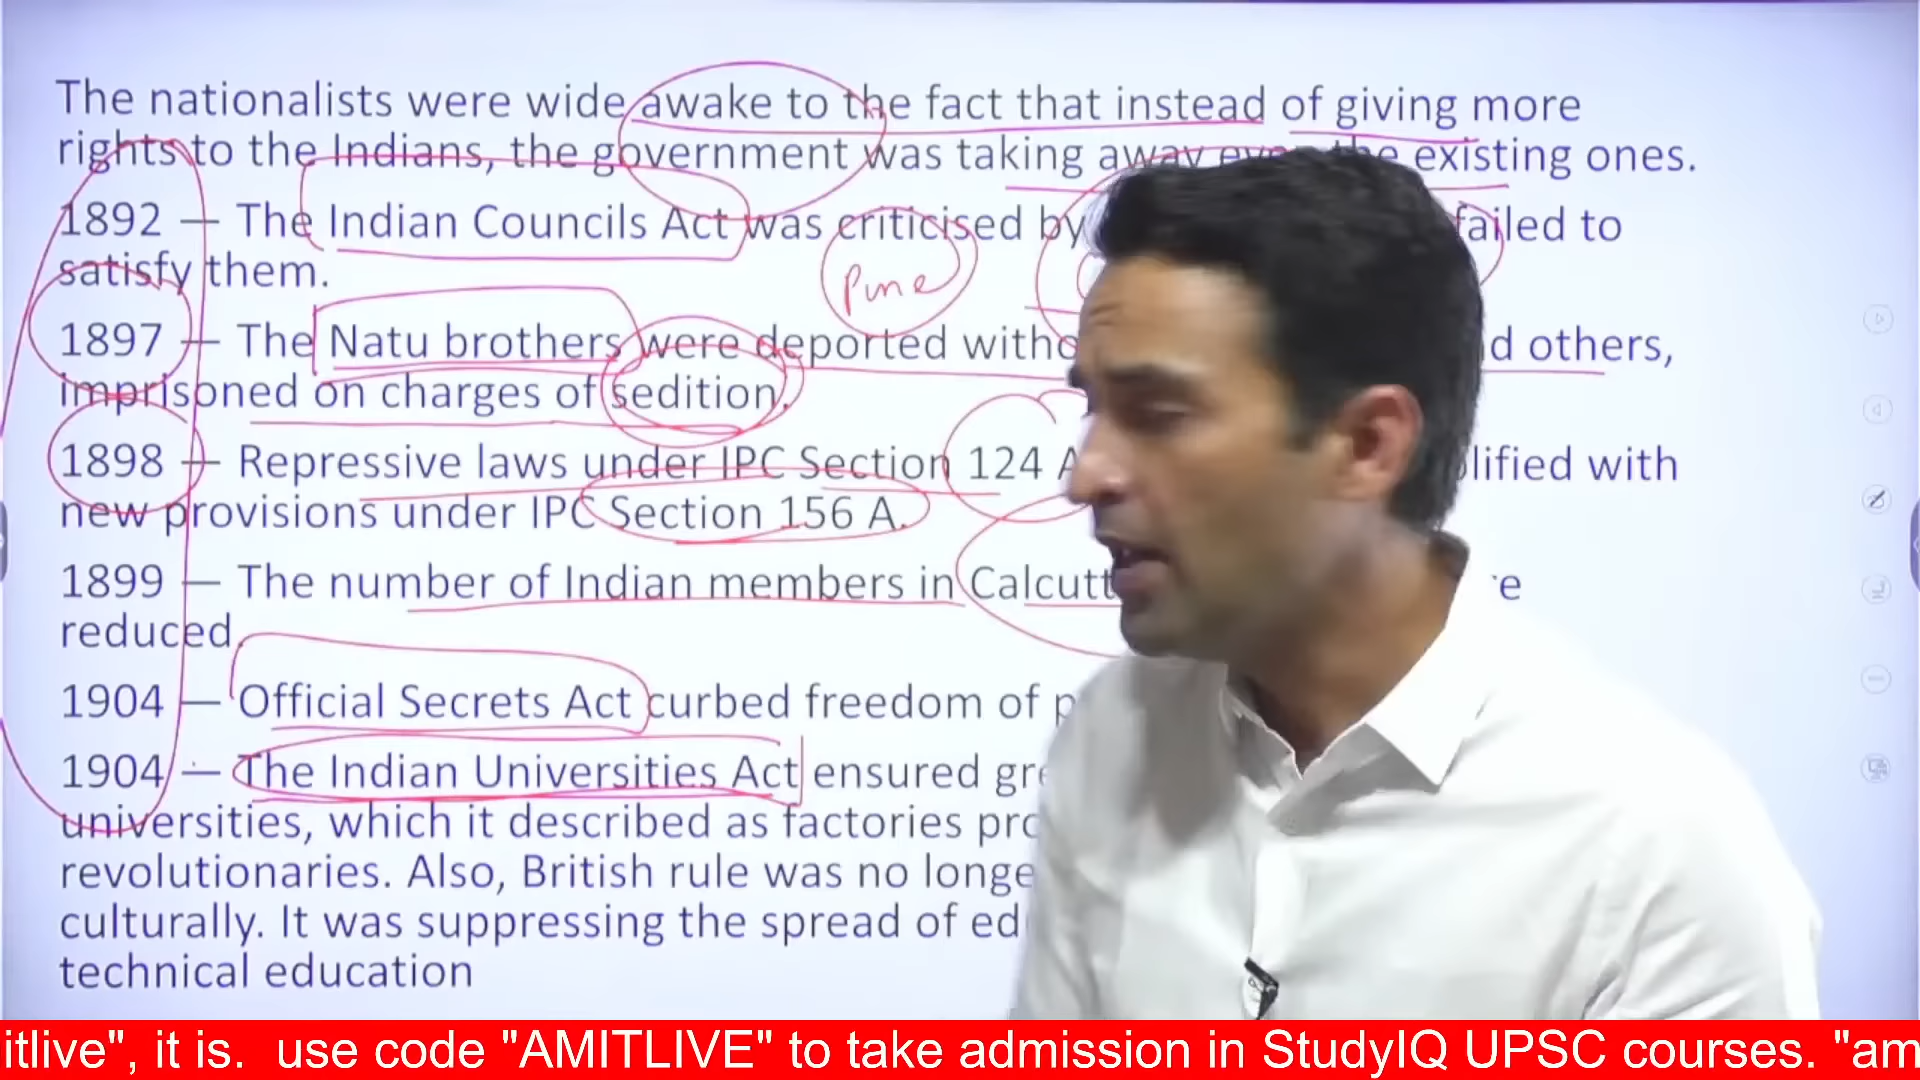 The nationalists were wide awake to the fact that instead of giving more
rights to the Indians, the government was taking away even the existing ones.
1892 — The Indian Councils Act was criticised by failed to
satisfy them.
Pune
1897 — The Natu brothers were deported d others,
imprisoned on charges of sedition.
1898 — Repressive laws under IPC Section 124 A lified with
new provisions under IPC Section 156 A.
1899 — The number of Indian members in Calcutt e
reduced.
1904 — Official Secrets Act curbed freedom of p
1904 — The Indian Universities Act ensured gre
universities, which it described as factories pro
revolutionaries. Also, British rule was no longe
culturally. It was suppressing the spread of ed
technical education
itlive", it is. use code "AMITLIVE" to take admission in StudyIQ UPSC courses. "am